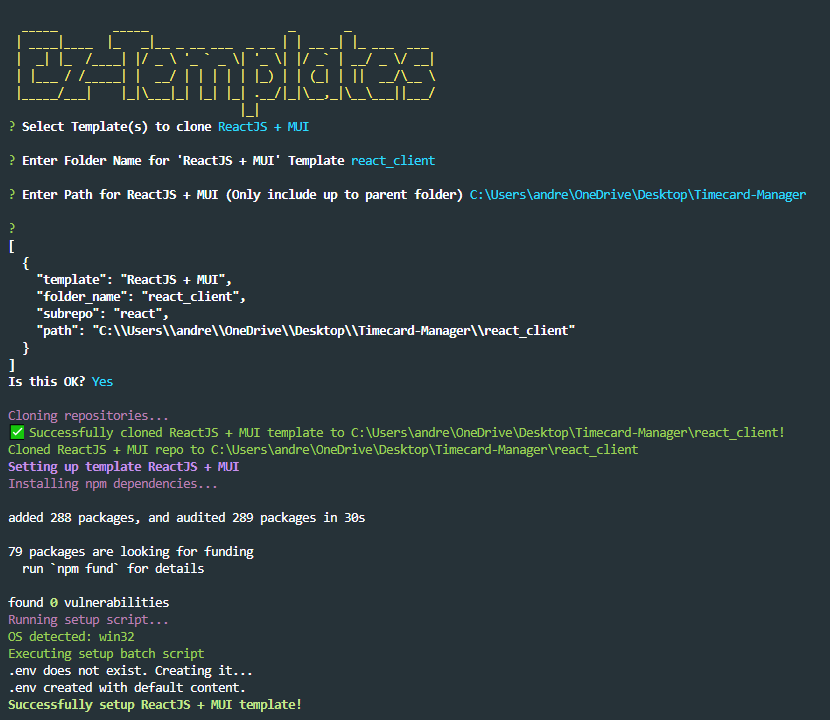 Ez-Templates
? Select Template(s) to clone ReactJS + MUI
? Enter Folder Name for 'ReactJS + MUI' Template react_client
? Enter Path for ReactJS + MUI (Only include up to parent folder) C:\Users\andre\OneDrive\Desktop\Timecard-Manager
?
[
  {
    "template": "ReactJS + MUI",
    "folder_name": "react_client",
    "subrepo": "react",
    "path": "C:\\Users\\andre\\OneDrive\\Desktop\\Timecard-Manager\\react_client"
  }
]
Is this OK? Yes
Cloning repositories...
✅ Successfully cloned ReactJS + MUI template to C:\Users\andre\OneDrive\Desktop\Timecard-Manager\react_client!
Cloned ReactJS + MUI repo to C:\Users\andre\OneDrive\Desktop\Timecard-Manager\react_client
Setting up template ReactJS + MUI
Installing npm dependencies...
added 288 packages, and audited 289 packages in 30s
79 packages are looking for funding
  run `npm fund` for details
found 0 vulnerabilities
Running setup script...
OS detected: win32
Executing setup batch script
.env does not exist. Creating it...
.env created with default content.
Successfully setup ReactJS + MUI template!